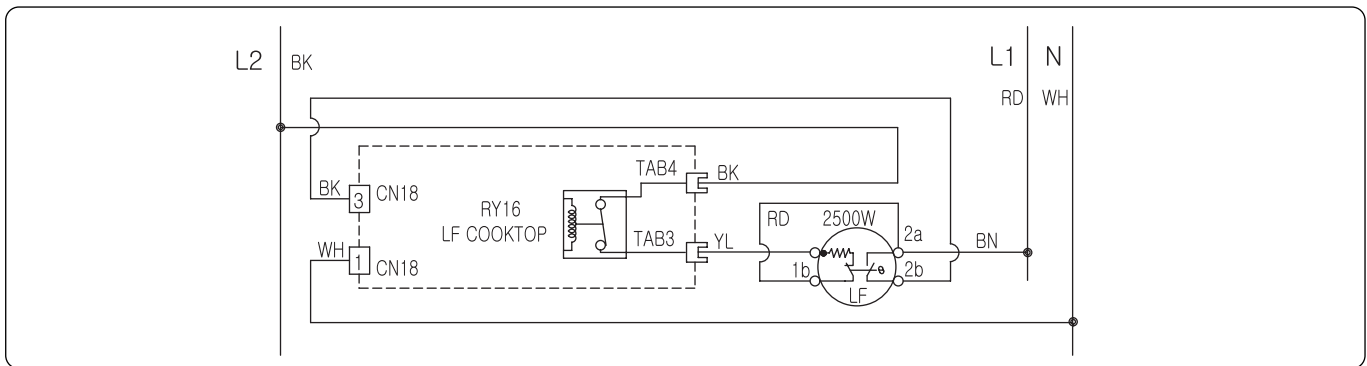 L2 BK
L1 N
RD WH
TAB4 BK
BK 3 CN18
RY16
LF COOKTOP
RD 2500W
2a
TAB3 YL
BN
WH 1 CN18
1b 2b
LF